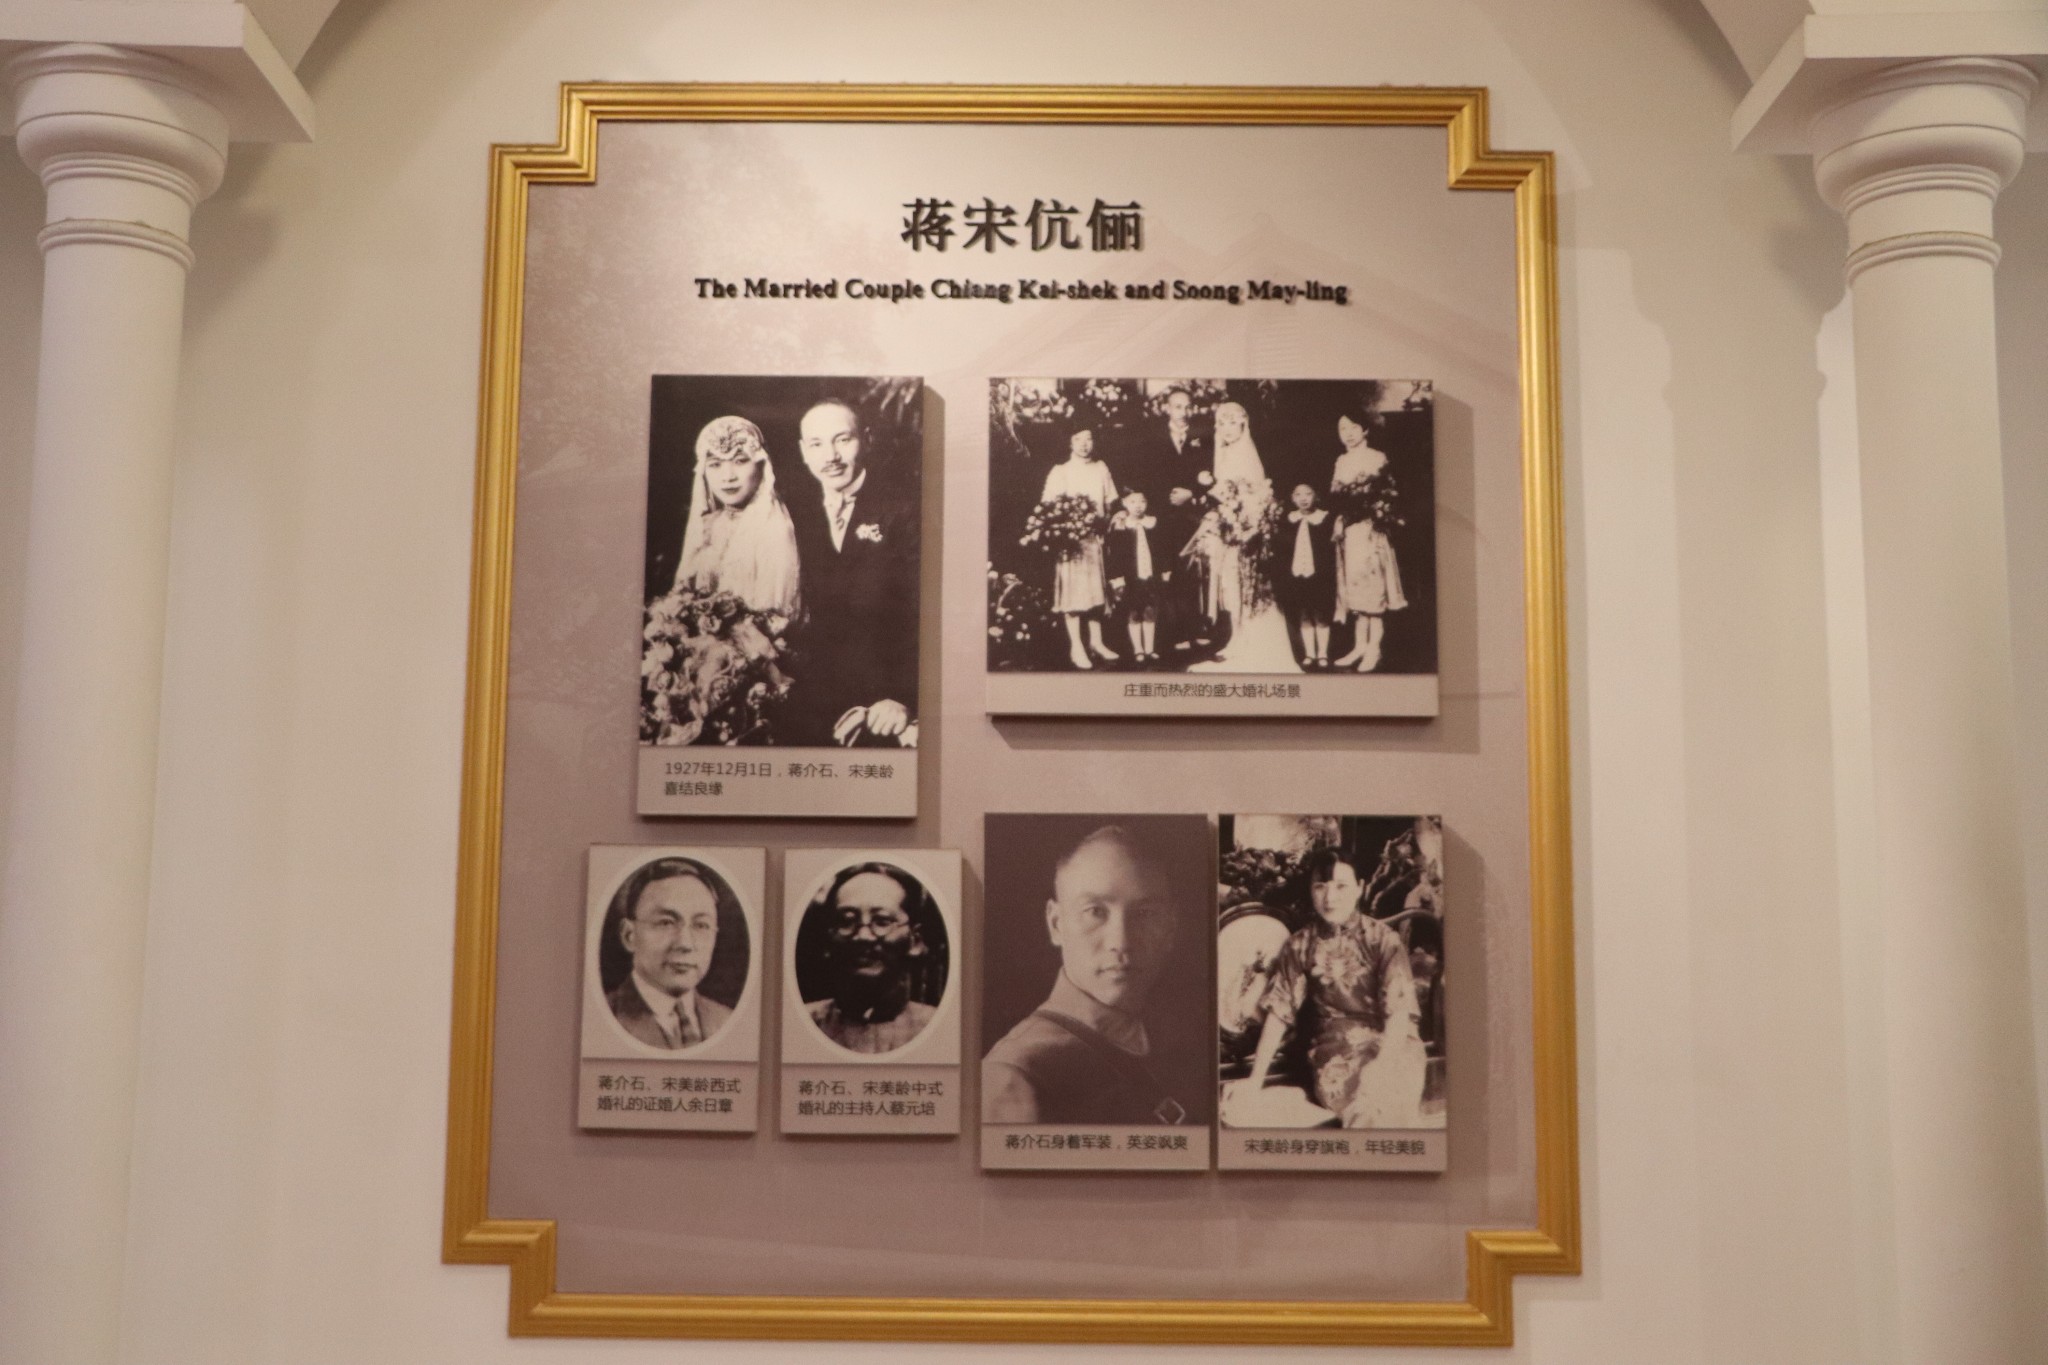 蒋宋伉俪
The Married Couple Chiang Kai-shek and Soong May-ling
1927年12月1日，蒋介石、宋美龄
喜结良缘
庄重而热烈的盛大婚礼场景
蒋介石、宋美龄西式
婚礼的证婚人余日章
蒋介石、宋美龄中式
婚礼的主持人蔡元培
蒋介石身着军装，英姿飒爽
宋美龄身穿旗袍，年轻美貌